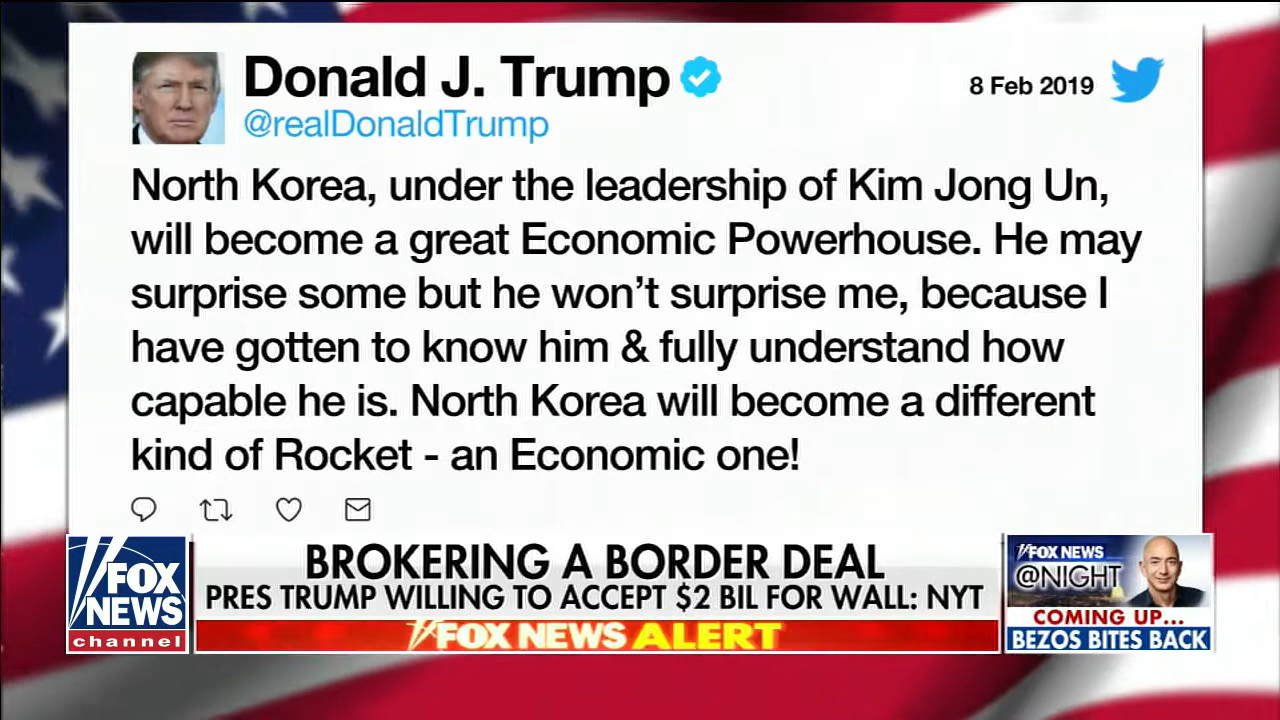 Donald J. Trump
@realDonaldTrump
8 Feb 2019
North Korea, under the leadership of Kim Jong Un,
will become a great Economic Powerhouse. He may
surprise some but he won't surprise me, because I
have gotten to know him & fully understand how
capable he is. North Korea will become a different
kind of Rocket - an Economic one!
BROKERING A BORDER DEAL
PRES TRUMP WILLING TO ACCEPT $2 BIL FOR WALL: NYT
FOX NEWS ALERT
FOX
NEWS
channel
FOX NEWS
@NIGHT
COMING UP...
BEZOS BITES BACK